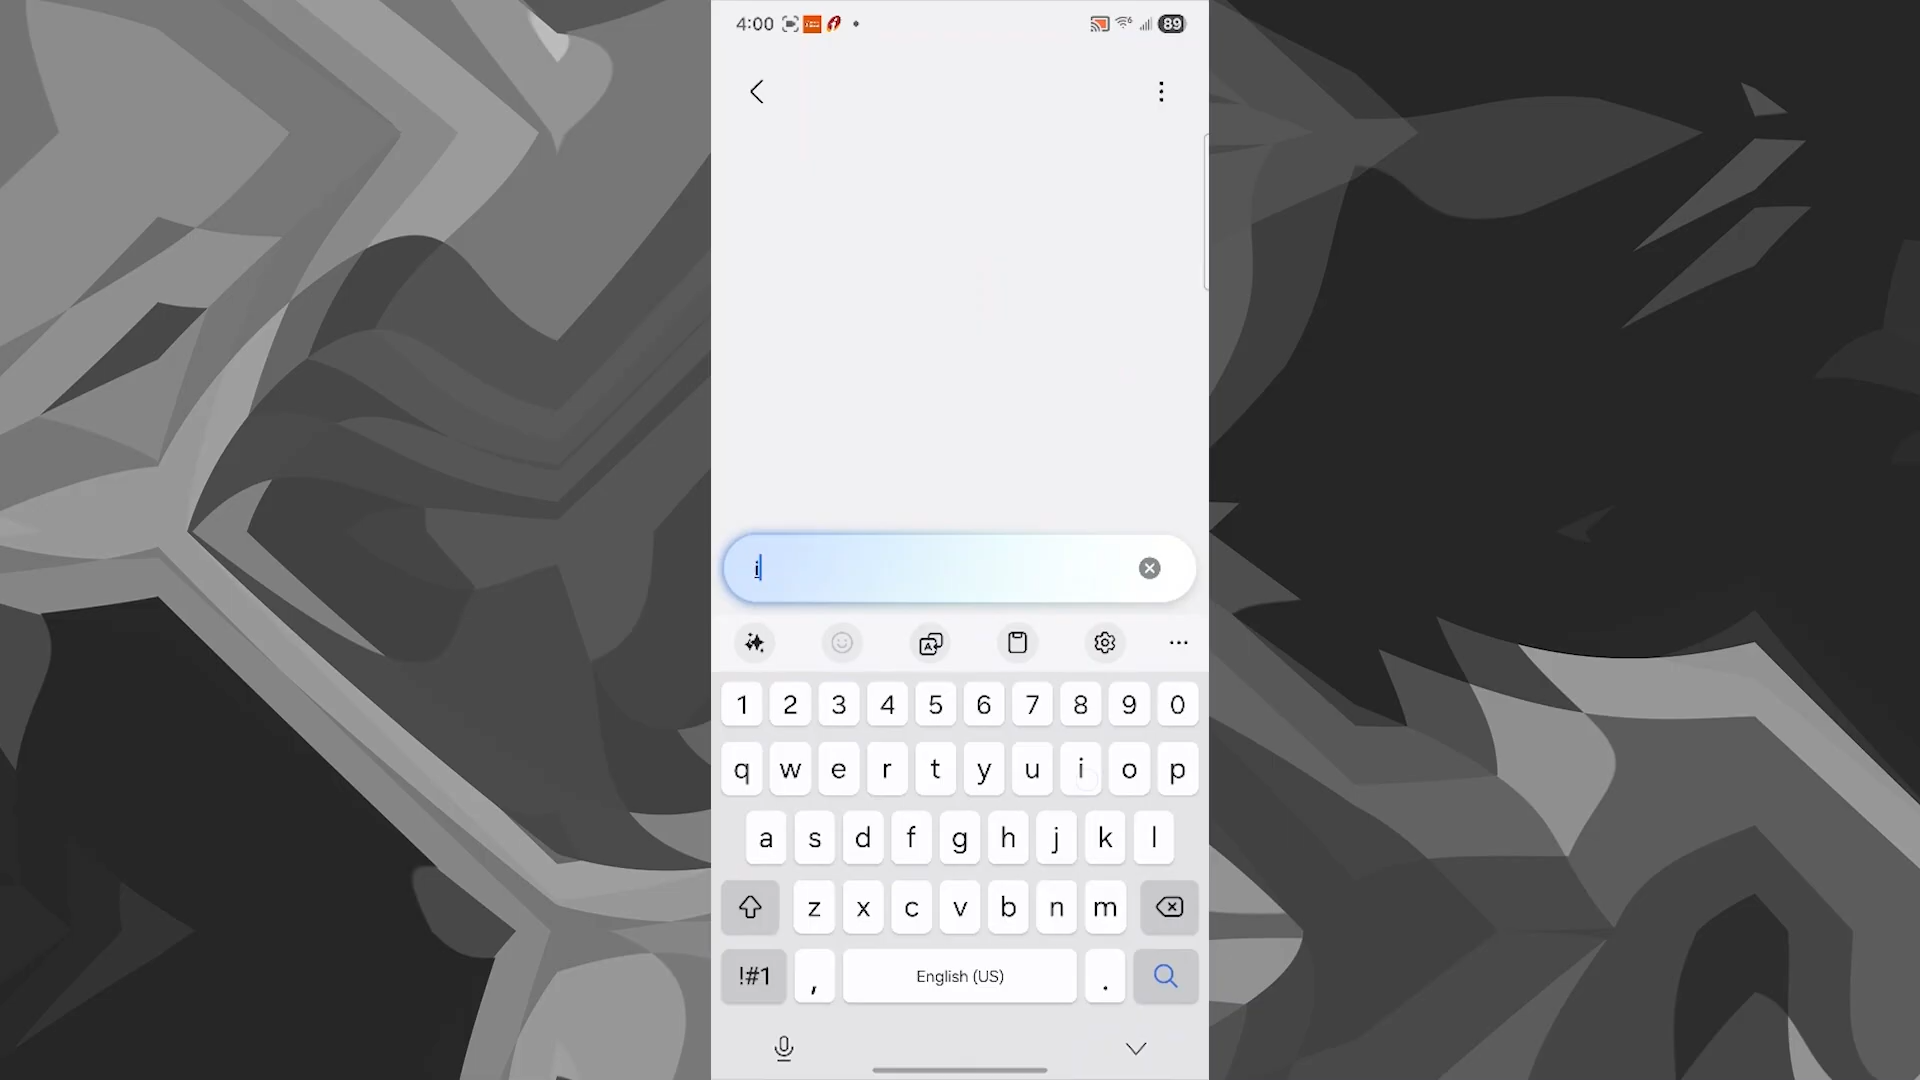 4:00 89
i
1 2 3 4 5 6 7 8 9 0
q w e r t y u i o p
a s d f g h j k l
z x c v b n m
!#1 , English (US) .